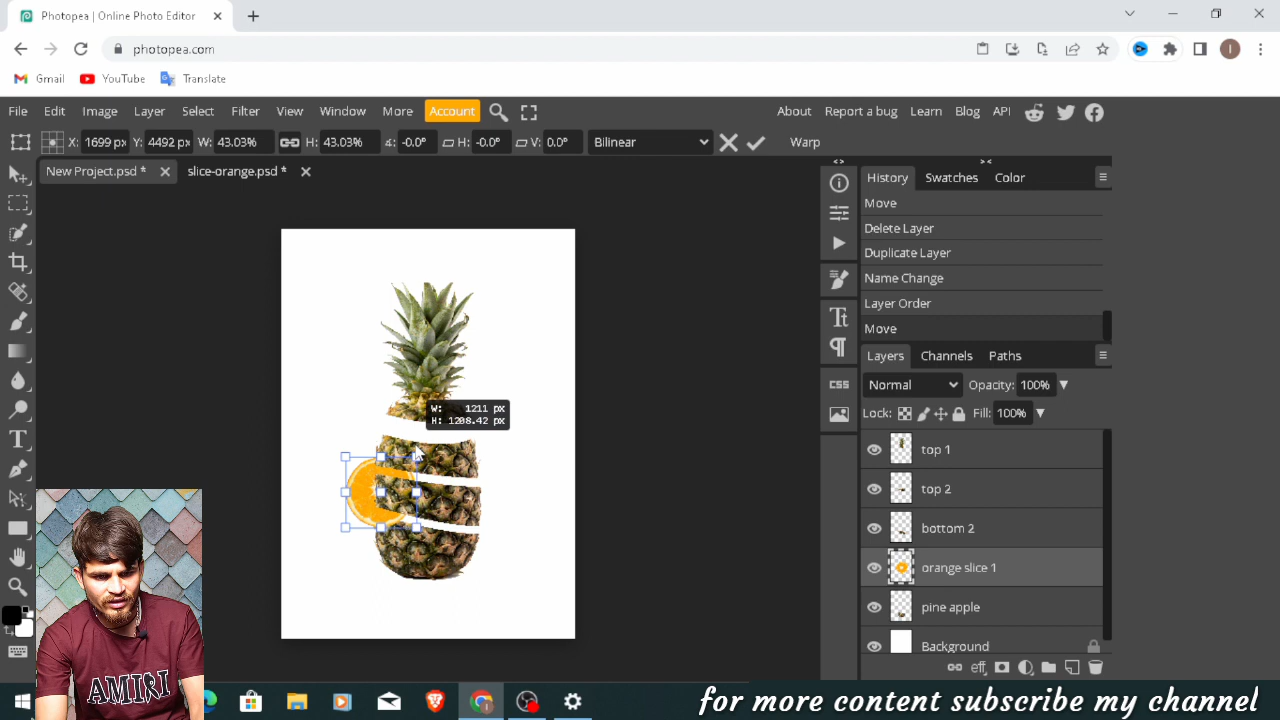 Photopea | Online Photo Editor
photopea.com
Gmail YouTube Translate
File Edit Image Layer Select Filter View Window More Account About Report a bug Learn Blog API
X: 1699 px Y: 4492 px W: 43.03% H: 43.03% -0.0° H: -0.0° V: 0.0° Bilinear Warp
New Project.psd * slice-orange.psd *
History Swatches Color
Move
Delete Layer
Duplicate Layer
Name Change
Layer Order
Move
Layers Channels Paths
Normal Opacity: 100%
Lock: Fill: 100%
top 1
top 2
bottom 2
orange slice 1
pine apple
Background
eff
CSS
W: 1211 px
H: 1208.42 px
AMIRI
for more content subscribe my channel